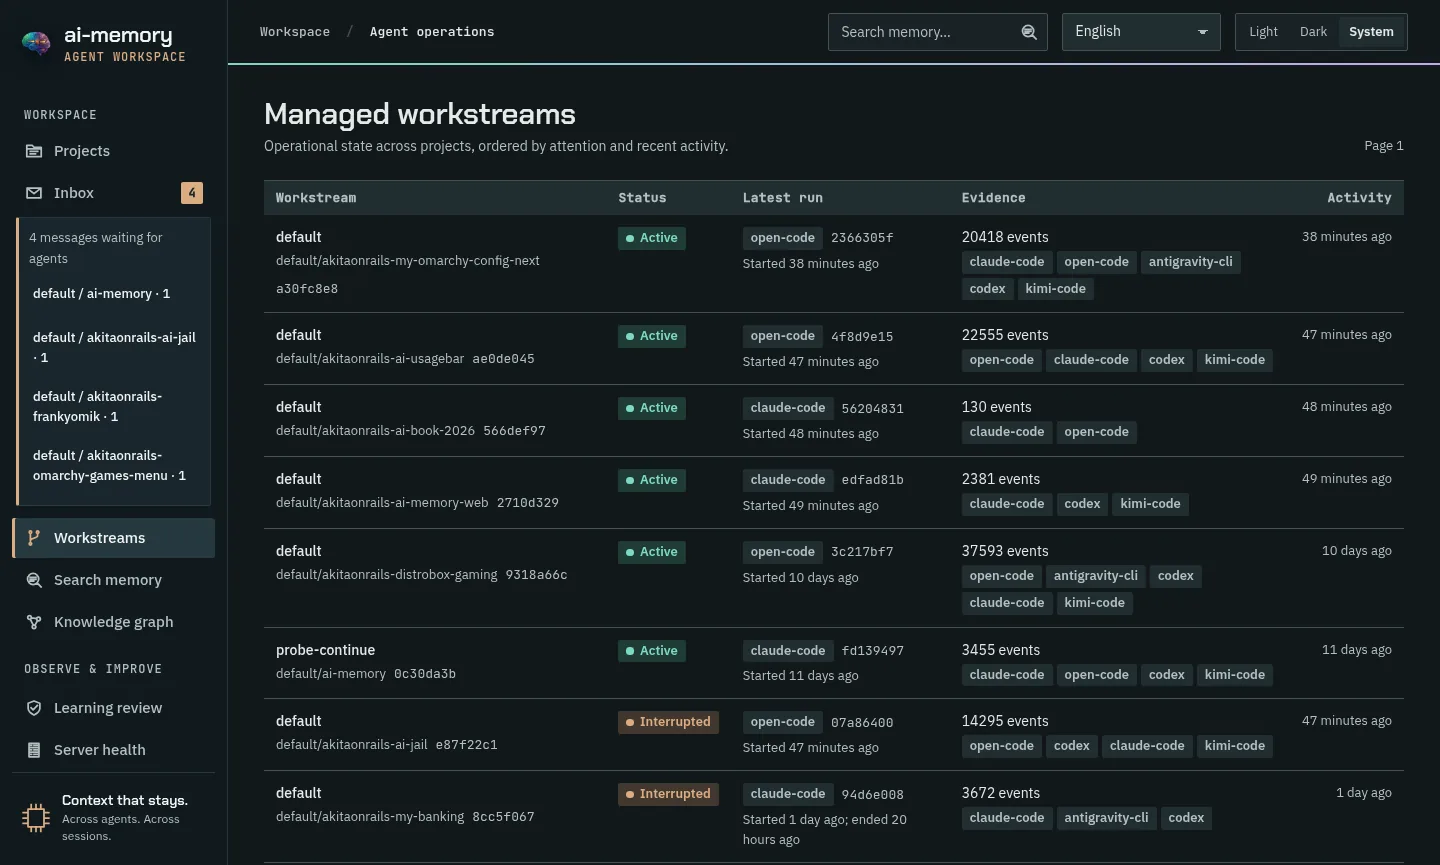 ai-memory
AGENT WORKSPACE
WORKSPACE
Projects
Inbox
4
4 messages waiting for
agents
default / ai-memory · 1
default / akitaonrails-ai-jail
· 1
default / akitaonrails-
frankyomik · 1
default / akitaonrails-
omarchy-games-menu · 1
Workstreams
Search memory
Knowledge graph
OBSERVE & IMPROVE
Learning review
Server health
Context that stays.
Across agents. Across
sessions.
Workspace / Agent operations
Search memory...
English
Light Dark System
Managed workstreams
Operational state across projects, ordered by attention and recent activity.
Page 1
Workstream Status Latest run Evidence Activity
default Active open-code 2366305f 20418 events 38 minutes ago
default/akitaonrails-my-omarchy-config-next Started 38 minutes ago claude-code open-code antigravity-cli
a30fc8e8 codex kimi-code
default Active open-code 4f8d9e15 22555 events 47 minutes ago
default/akitaonrails-ai-usagebar ae0de045 Started 47 minutes ago open-code claude-code codex kimi-code
default Active claude-code 56204831 130 events 48 minutes ago
default/akitaonrails-ai-book-2026 566def97 Started 48 minutes ago claude-code open-code
default Active claude-code edfad81b 2381 events 49 minutes ago
default/akitaonrails-ai-memory-web 2710d329 Started 49 minutes ago claude-code codex kimi-code
default Active open-code 3c217bf7 37593 events 10 days ago
default/akitaonrails-distrobox-gaming 9318a66c Started 10 days ago open-code antigravity-cli codex
claude-code kimi-code
probe-continue Active claude-code fd139497 3455 events 11 days ago
default/ai-memory 0c30da3b Started 11 days ago claude-code open-code codex kimi-code
default Interrupted open-code 07a86400 14295 events 47 minutes ago
default/akitaonrails-ai-jail e87f22c1 Started 47 minutes ago open-code codex claude-code kimi-code
default Interrupted claude-code 94d6e008 3672 events 1 day ago
default/akitaonrails-my-banking 8cc5f067 Started 1 day ago; ended 20 claude-code antigravity-cli codex
hours ago